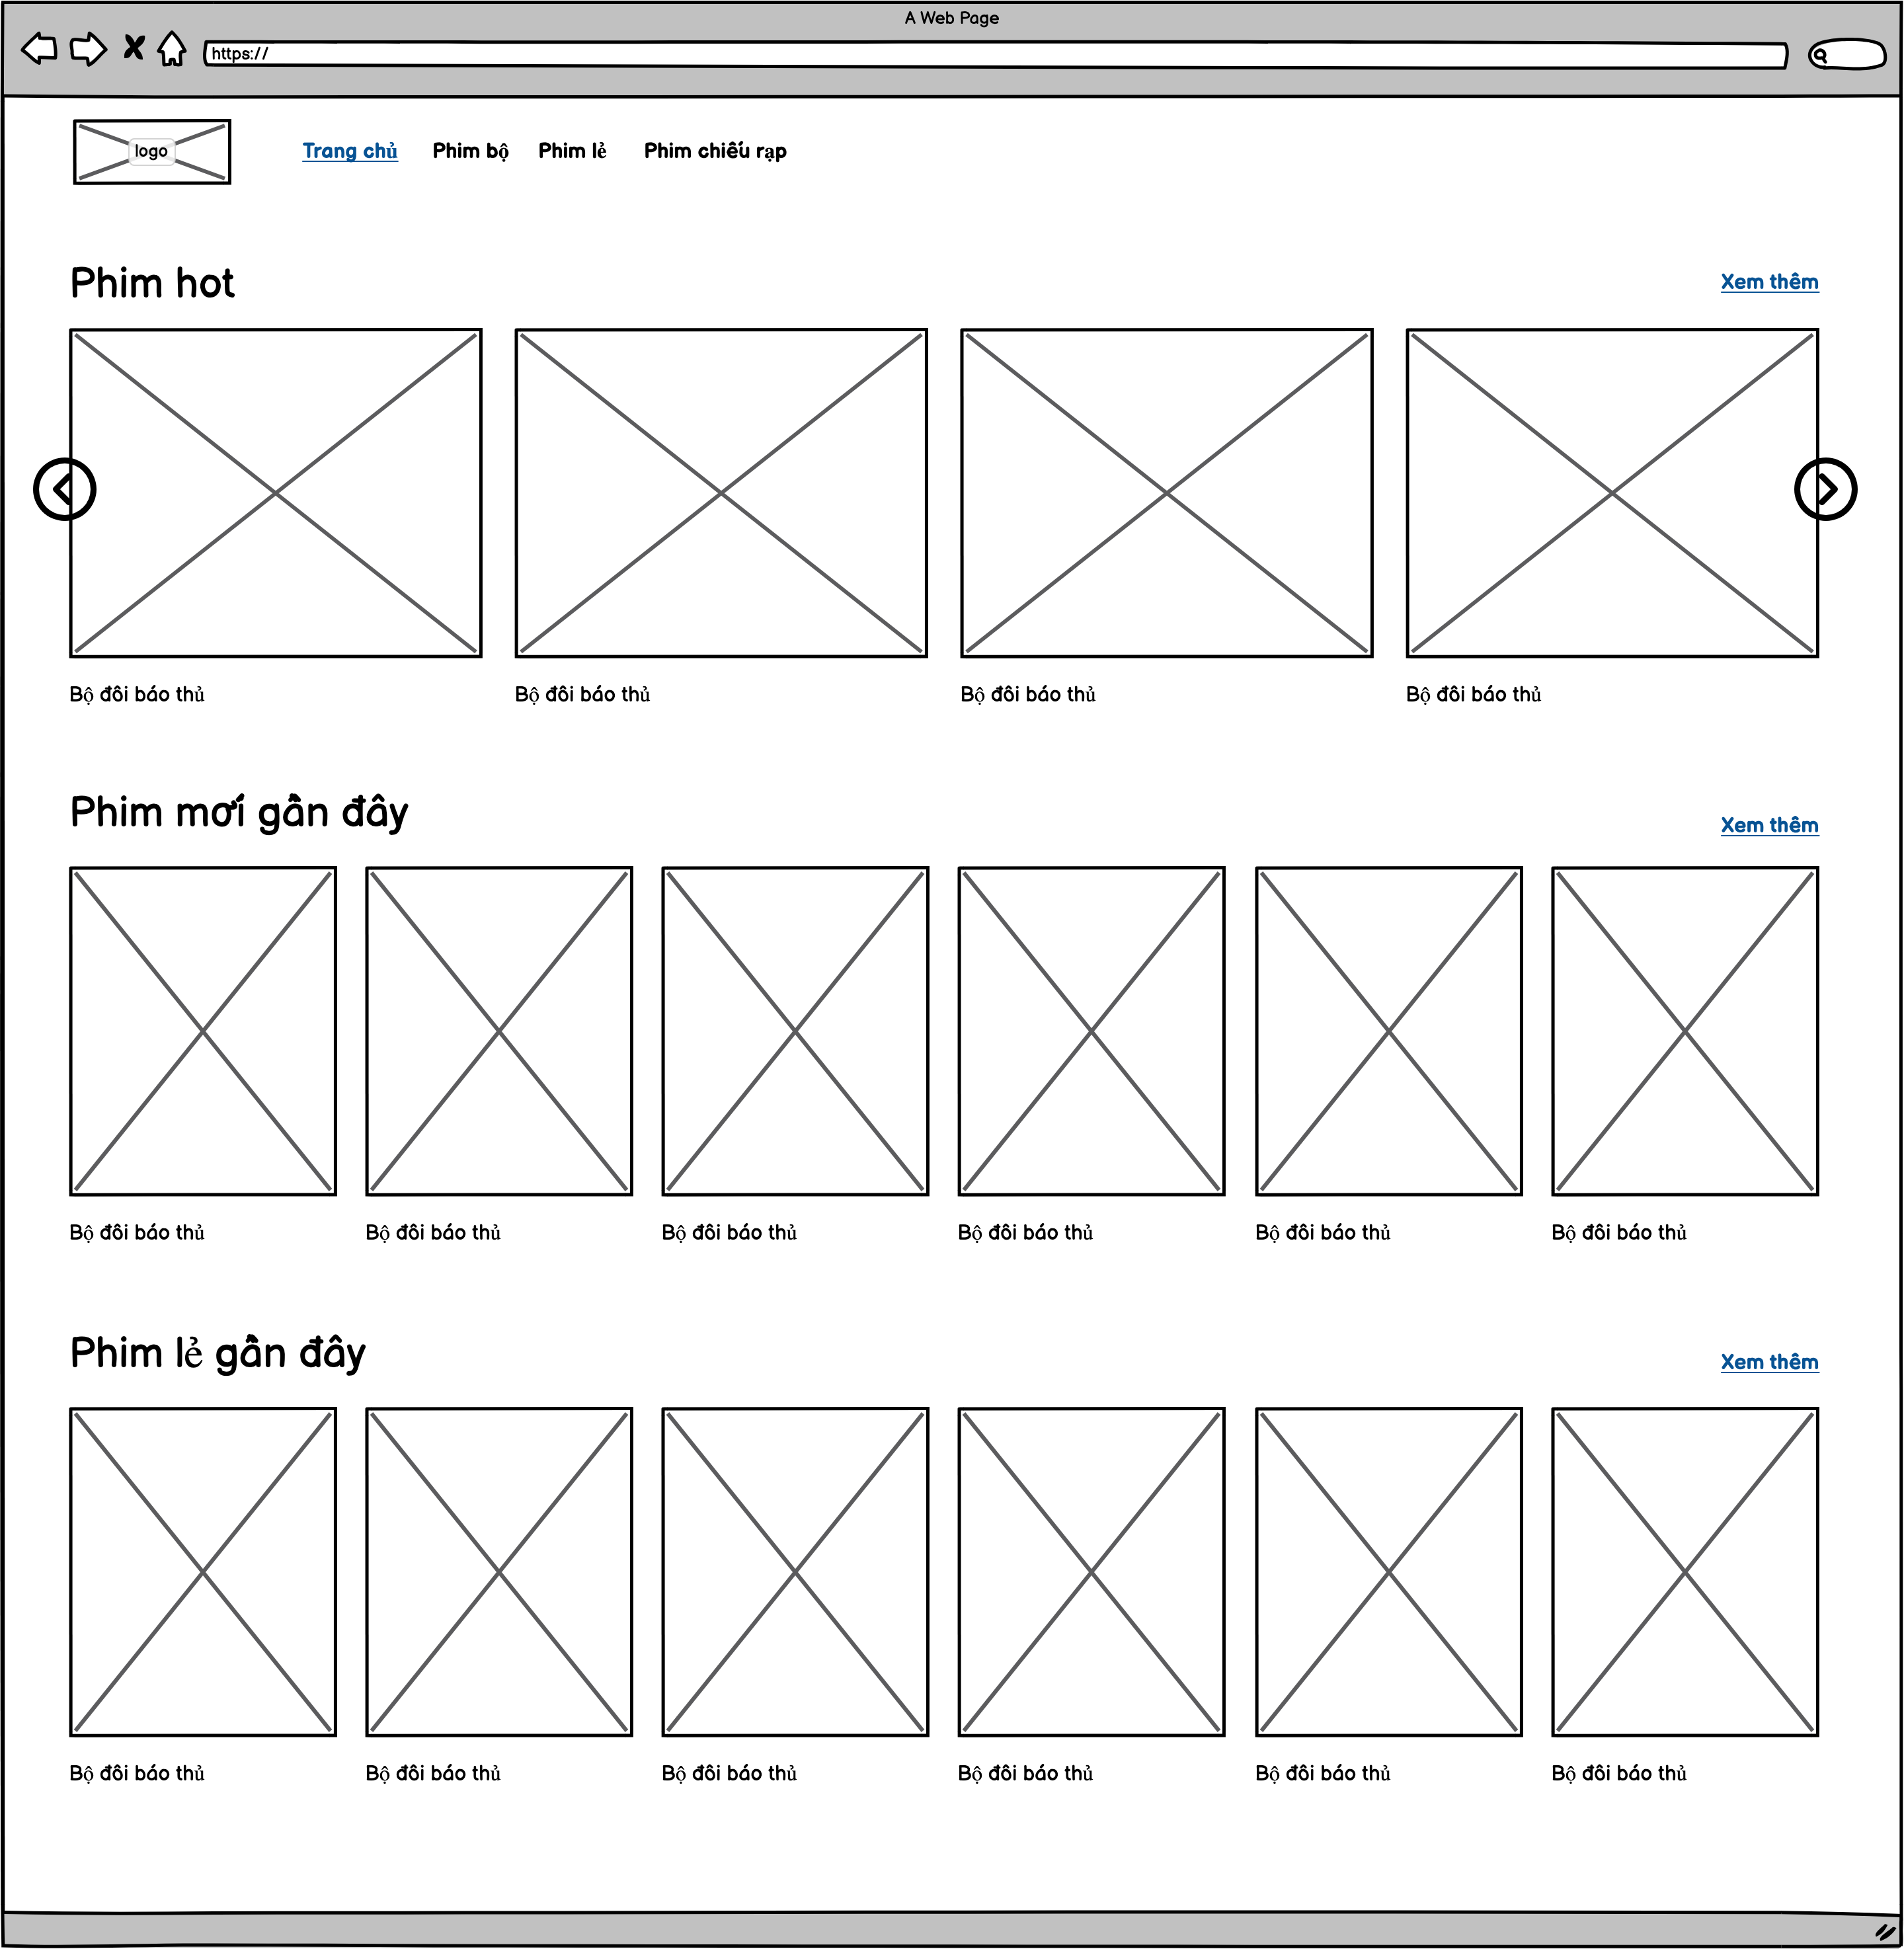 A Web Page
https://
logo
Trang chủ Phim bộ Phim lẻ Phim chiếu rạp
Phim hot Xem thêm
Bộ đôi báo thủ Bộ đôi báo thủ Bộ đôi báo thủ Bộ đôi báo thủ
Phim mới gần đây Xem thêm
Bộ đôi báo thủ Bộ đôi báo thủ Bộ đôi báo thủ Bộ đôi báo thủ Bộ đôi báo thủ Bộ đôi báo thủ
Phim lẻ gần đây Xem thêm
Bộ đôi báo thủ Bộ đôi báo thủ Bộ đôi báo thủ Bộ đôi báo thủ Bộ đôi báo thủ Bộ đôi báo thủ